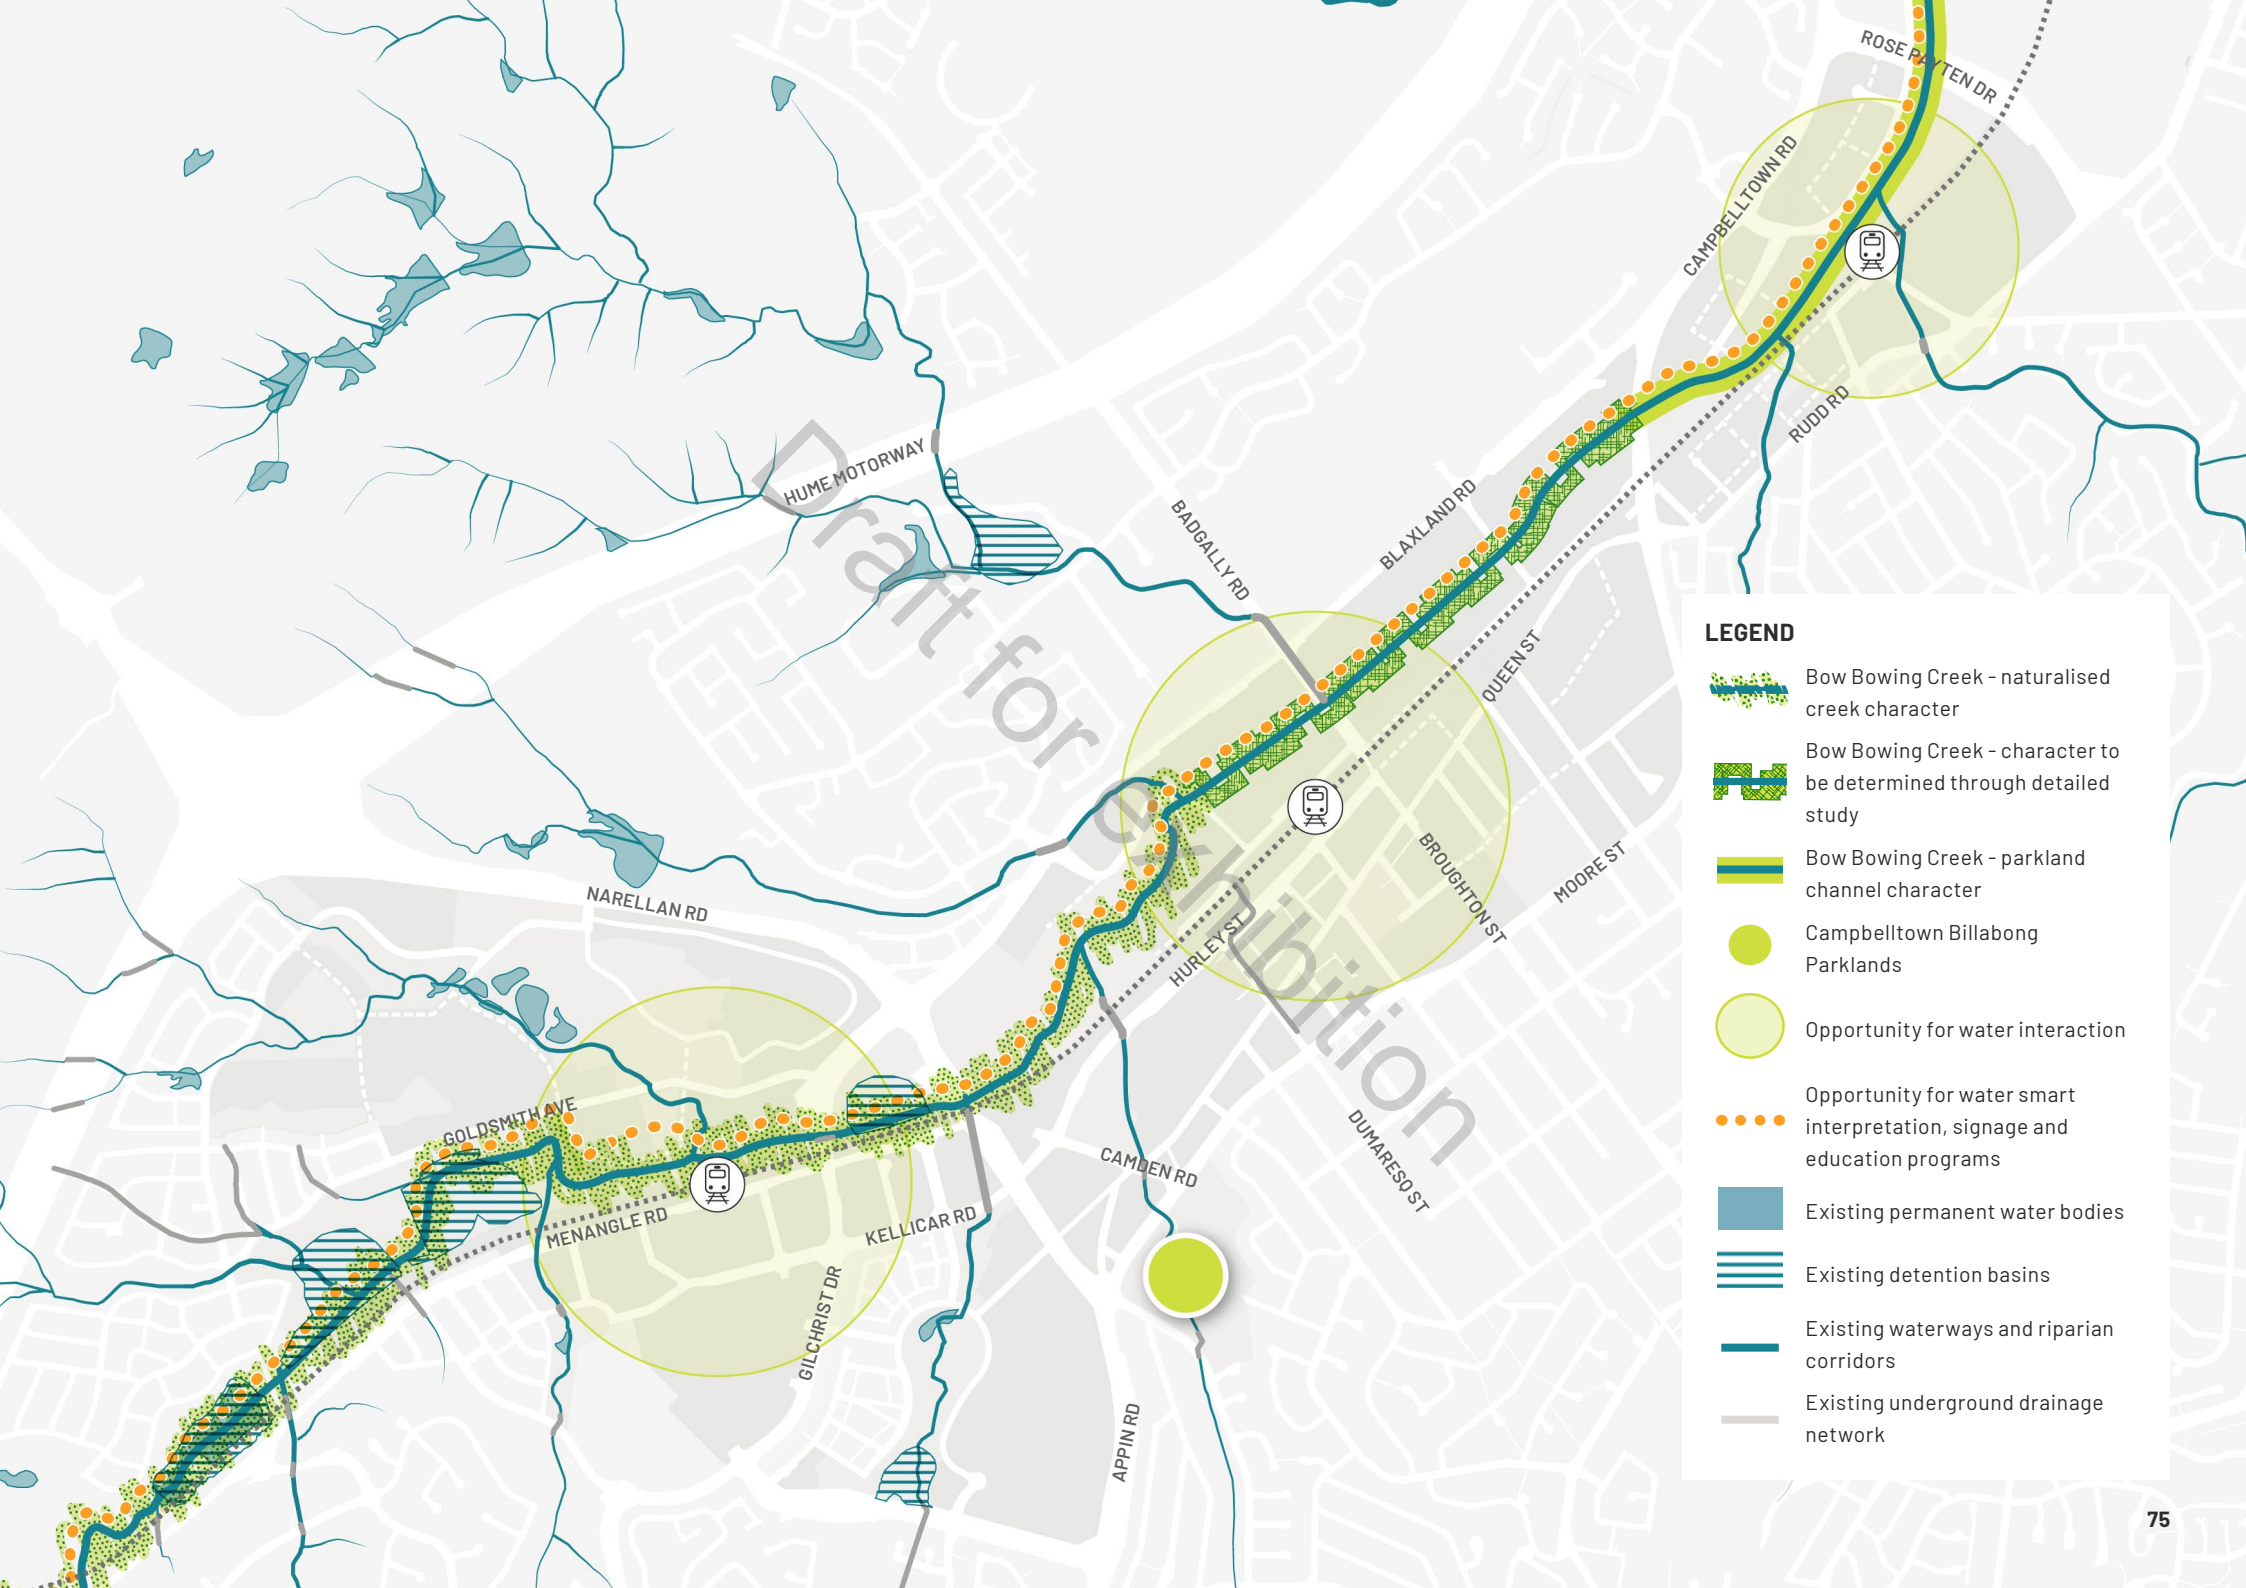 ROSE PAYTEN DR
CAMPBELLTOWN RD
RUDD RD
HUME MOTORWAY
BADGALLY RD
BLAXLAND RD
QUEEN ST
NARELLAN RD
BROUGHTON ST
MOORE ST
HURLEY ST
GOLDSMITH AVE
MENANGLE RD
KELLICAR RD
CAMDEN RD
DUMARESQ ST
GILCHRIST DR
APPIN RD
Draft for exhibition
LEGEND
Bow Bowing Creek - naturalised
creek character
Bow Bowing Creek - character to
be determined through detailed
study
Bow Bowing Creek - parkland
channel character
Campbelltown Billabong
Parklands
Opportunity for water interaction
Opportunity for water smart
interpretation, signage and
education programs
Existing permanent water bodies
Existing detention basins
Existing waterways and riparian
corridors
Existing underground drainage
network
75